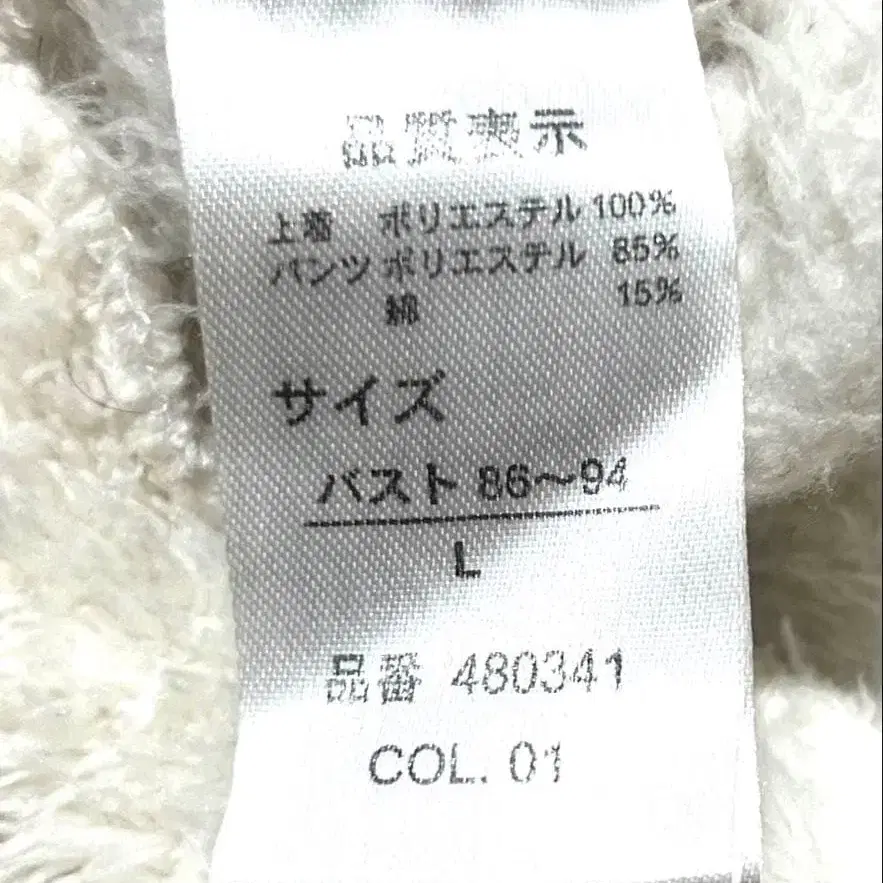 品質表示
上着 ポリエステル 100%
パンツ ポリエステル 85%
綿 15%
サイズ
バスト 86～94
L
品番 480341
COL. 01